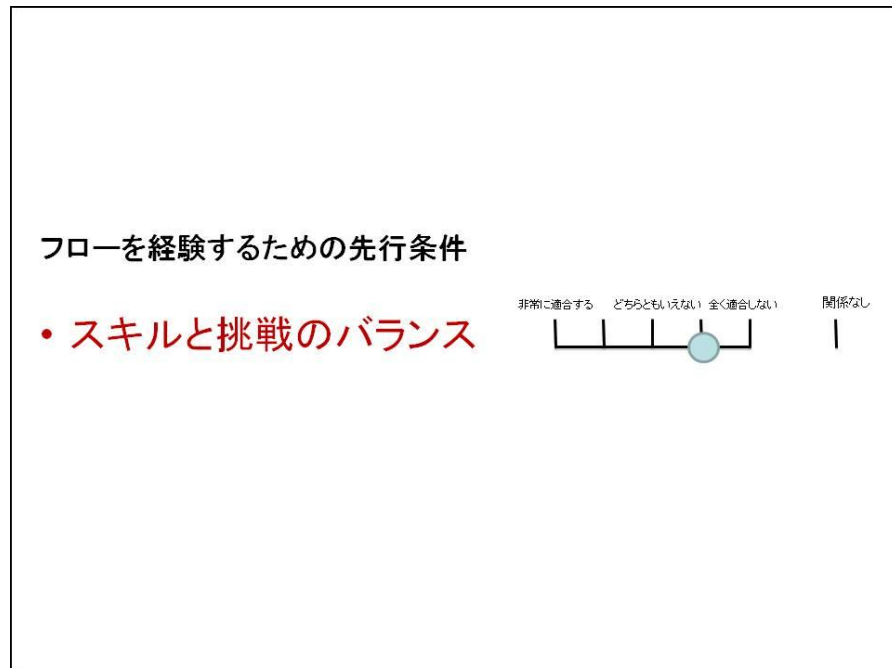 フローを経験するための先行条件
• スキルと挑戦のバランス
非常に適合する どちらともいえない 全く適合しない 関係なし